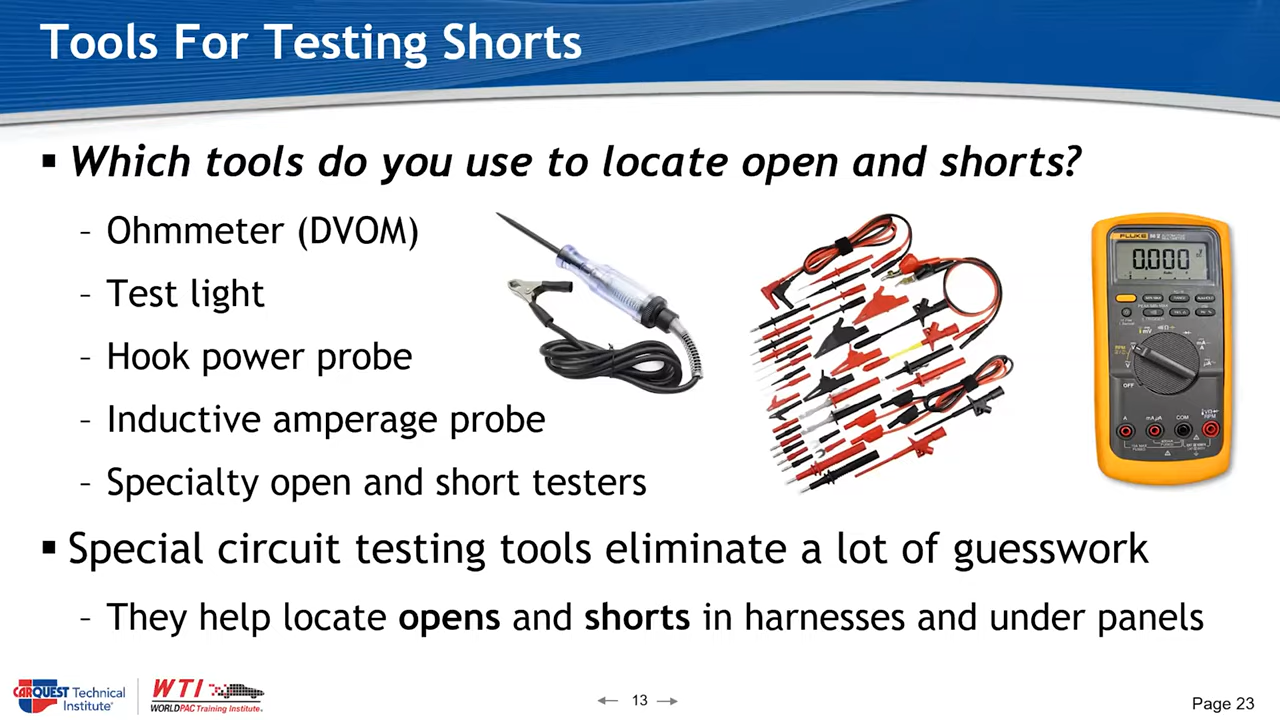 Tools For Testing Shorts
▪ Which tools do you use to locate open and shorts?
– Ohmmeter (DVOM)
– Test light
– Hook power probe
– Inductive amperage probe
– Specialty open and short testers
▪ Special circuit testing tools eliminate a lot of guesswork
– They help locate opens and shorts in harnesses and under panels
FLUKE
0.000
OFF
A
mA µA
COM
CARQUEST Technical
Institute
WTI
WORLDPAC Training Institute
← 13 →
Page 23